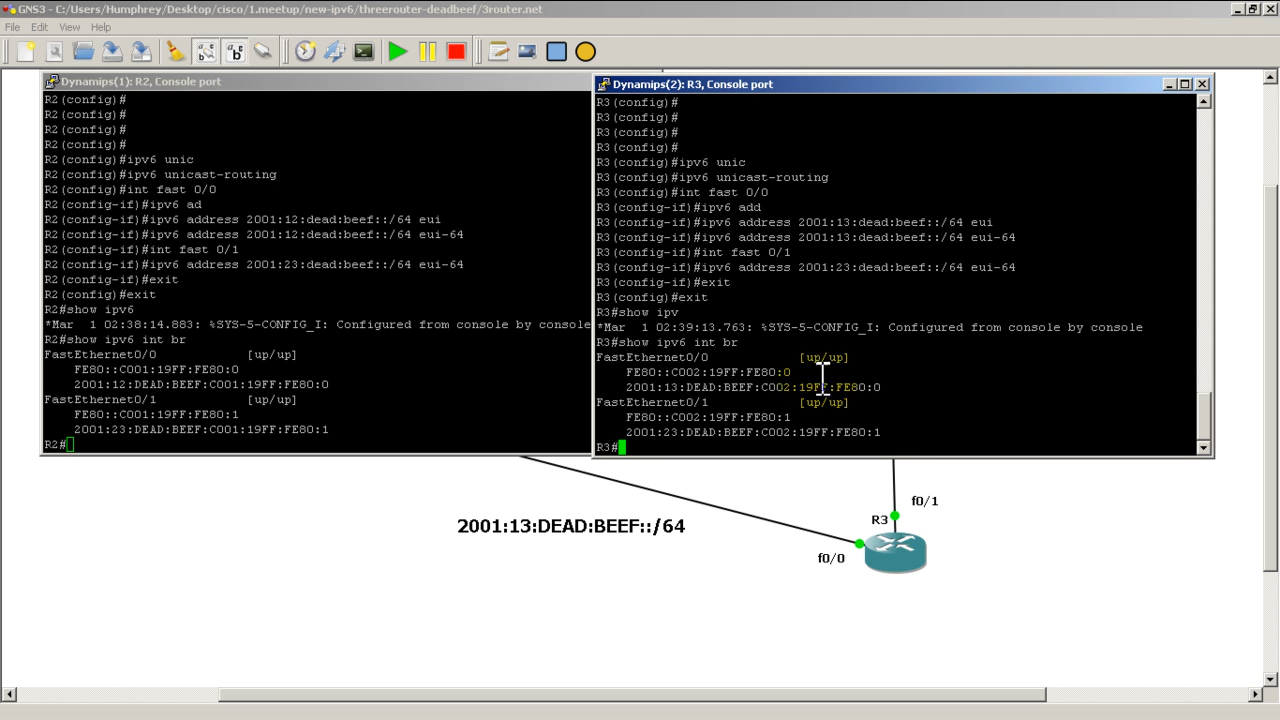 GNS3 - C:/Users/Humphrey/Desktop/cisco/1.meetup/new-ipv6/threerouter-deadbeef/3router.net
File Edit View Help
Dynamips(1): R2, Console port
R2(config)#
R2(config)#
R2(config)#
R2(config)#
R2(config)#ipv6 unic
R2(config)#ipv6 unicast-routing
R2(config)#int fast 0/0
R2(config-if)#ipv6 ad
R2(config-if)#ipv6 address 2001:12:dead:beef::/64 eui
R2(config-if)#ipv6 address 2001:12:dead:beef::/64 eui-64
R2(config-if)#int fast 0/1
R2(config-if)#ipv6 address 2001:23:dead:beef::/64 eui-64
R2(config-if)#exit
R2(config)#exit
R2#show ipv6
*Mar  1 02:38:14.883: %SYS-5-CONFIG_I: Configured from console by console
R2#show ipv6 int br
FastEthernet0/0            [up/up]
    FE80::C001:19FF:FE80:0
    2001:12:DEAD:BEEF:C001:19FF:FE80:0
FastEthernet0/1            [up/up]
    FE80::C001:19FF:FE80:1
    2001:23:DEAD:BEEF:C001:19FF:FE80:1
R2#
Dynamips(2): R3, Console port
R3(config)#
R3(config)#
R3(config)#
R3(config)#
R3(config)#ipv6 unic
R3(config)#ipv6 unicast-routing
R3(config)#int fast 0/0
R3(config-if)#ipv6 add
R3(config-if)#ipv6 address 2001:13:dead:beef::/64 eui
R3(config-if)#ipv6 address 2001:13:dead:beef::/64 eui-64
R3(config-if)#int fast 0/1
R3(config-if)#ipv6 address 2001:23:dead:beef::/64 eui-64
R3(config-if)#exit
R3(config)#exit
R3#show ipv
*Mar  1 02:39:13.763: %SYS-5-CONFIG_I: Configured from console by console
R3#show ipv6 int br
FastEthernet0/0            [up/up]
    FE80::C002:19FF:FE80:0
    2001:13:DEAD:BEEF:C002:19FF:FE80:0
FastEthernet0/1            [up/up]
    FE80::C002:19FF:FE80:1
    2001:23:DEAD:BEEF:C002:19FF:FE80:1
R3#
f0/1
R3
2001:13:DEAD:BEEF::/64
f0/0